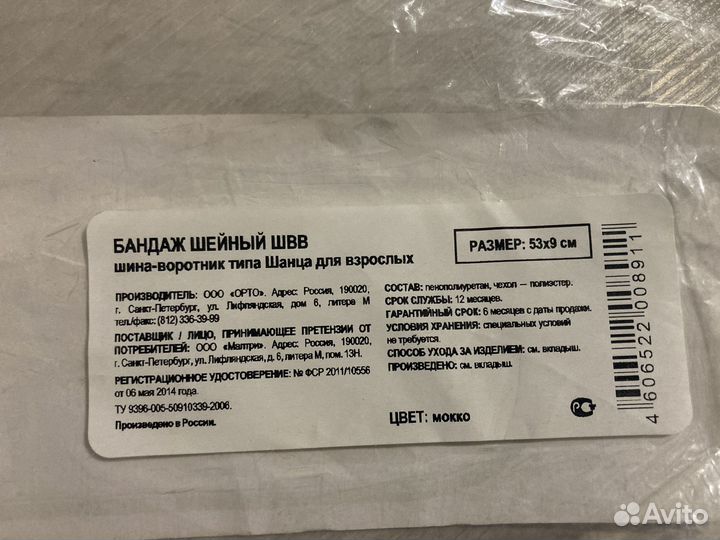 БАНДАЖ ШЕЙНЫЙ ШВВ
шина-воротник типа Шанца для взрослых
РАЗМЕР: 53x9 см
ПРОИЗВОДИТЕЛЬ: ООО «ОРТО». Адрес: Россия, 190020,
г. Санкт-Петербург, ул. Лифляндская, дом 6, литера М
тел./факс: (812) 336-39-99
ПОСТАВЩИК / ЛИЦО, ПРИНИМАЮЩЕЕ ПРЕТЕНЗИИ ОТ
ПОТРЕБИТЕЛЕЙ: ООО «Малтри». Адрес: Россия, 190020,
г. Санкт-Петербург, ул. Лифляндская, д. 6, литера М, пом. 13Н.
РЕГИСТРАЦИОННОЕ УДОСТОВЕРЕНИЕ: № ФСР 2011/10556
от 06 мая 2014 года.
ТУ 9396-005-50910339-2006.
Произведено в России.
СОСТАВ: пенополиуретан, чехол — полиэстер.
СРОК СЛУЖБЫ: 12 месяцев.
ГАРАНТИЙНЫЙ СРОК: 6 месяцев с даты продажи.
УСЛОВИЯ ХРАНЕНИЯ: специальных условий
не требуется.
СПОСОБ УХОДА ЗА ИЗДЕЛИЕМ: см. вкладыш.
ПРОИЗВЕДЕНО: см. вкладыш.
ЦВЕТ: мокко
4 606522 008911
Avito